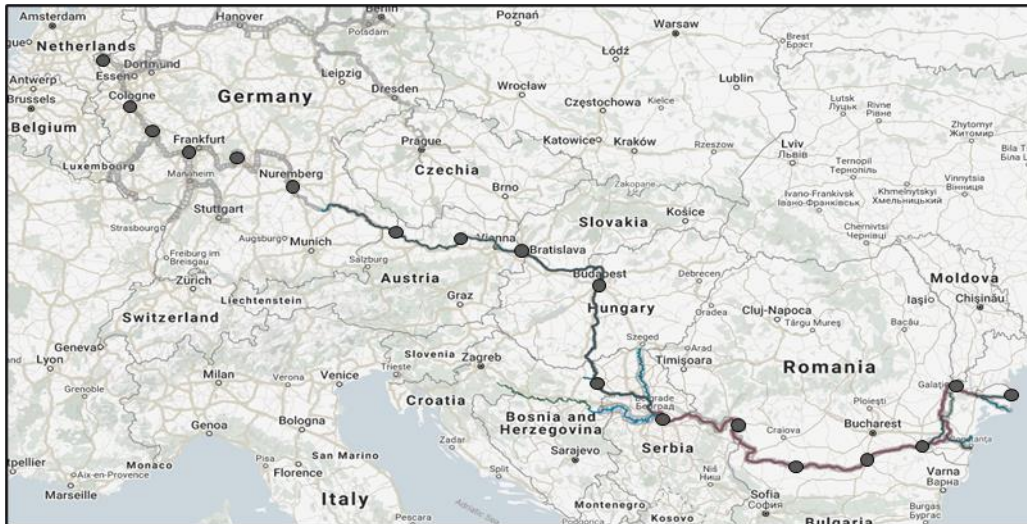 Amsterdam
Hanover
Berlin
Potsdam
Poznań
Warsaw
Brest
Брэст
Netherlands
Łódź
Essen
Dortmund
Leipzig
Lublin
Antwerp
Cologne
Dresden
Wrocław
Brussels
Germany
Częstochowa
Kielce
Lutsk
Луцьк
Rivne
Рівне
Belgium
Zhytomyr
Житомир
Frankfurt
Prague
Katowice
Kraków
Rzeszow
Lviv
Львів
Luxembourg
Mannheim
Nuremberg
Czechia
Ternopil
Тернопіль
Vinnytsia
Вінниця
Brno
Zakopane
Ivano-Frankivsk
Івано-Франківськ
Khmelnytskyi
Хмельницький
Stuttgart
Strasbourg
Slovakia
Košice
Chernivtsi
Чернівці
Augsburg
Munich
Vienna
Bratislava
Freiburg im
Breisgau
Salzburg
Budapest
Debrecen
Moldova
Zürich
Austria
Liechtenstein
Graz
Hungary
Oradea
Cluj-Napoca
Iași
Chișinău
Switzerland
Târgu Mureș
Bacău
Geneva
Szeged
Arad
Slovenia
Zagreb
Timișoara
Lyon
Milan
Verona
Venice
Trieste
Romania
Grenoble
Croatia
Belgrade
Београд
Galați
Ploiești
Bologna
Bosnia and
Herzegovina
Craiova
Bucharest
Genoa
Zadar
Serbia
San Marino
Sarajevo
Monaco
Pisa
Split
Niš
Ниш
Varna
Варна
Aix-en-Provence
Florence
Marseille
Italy
Montenegro
Sofia
София
Burgas
Бургас
Pescara
Adriatic Sea
Podgorica
Kosovo
Bulgaria